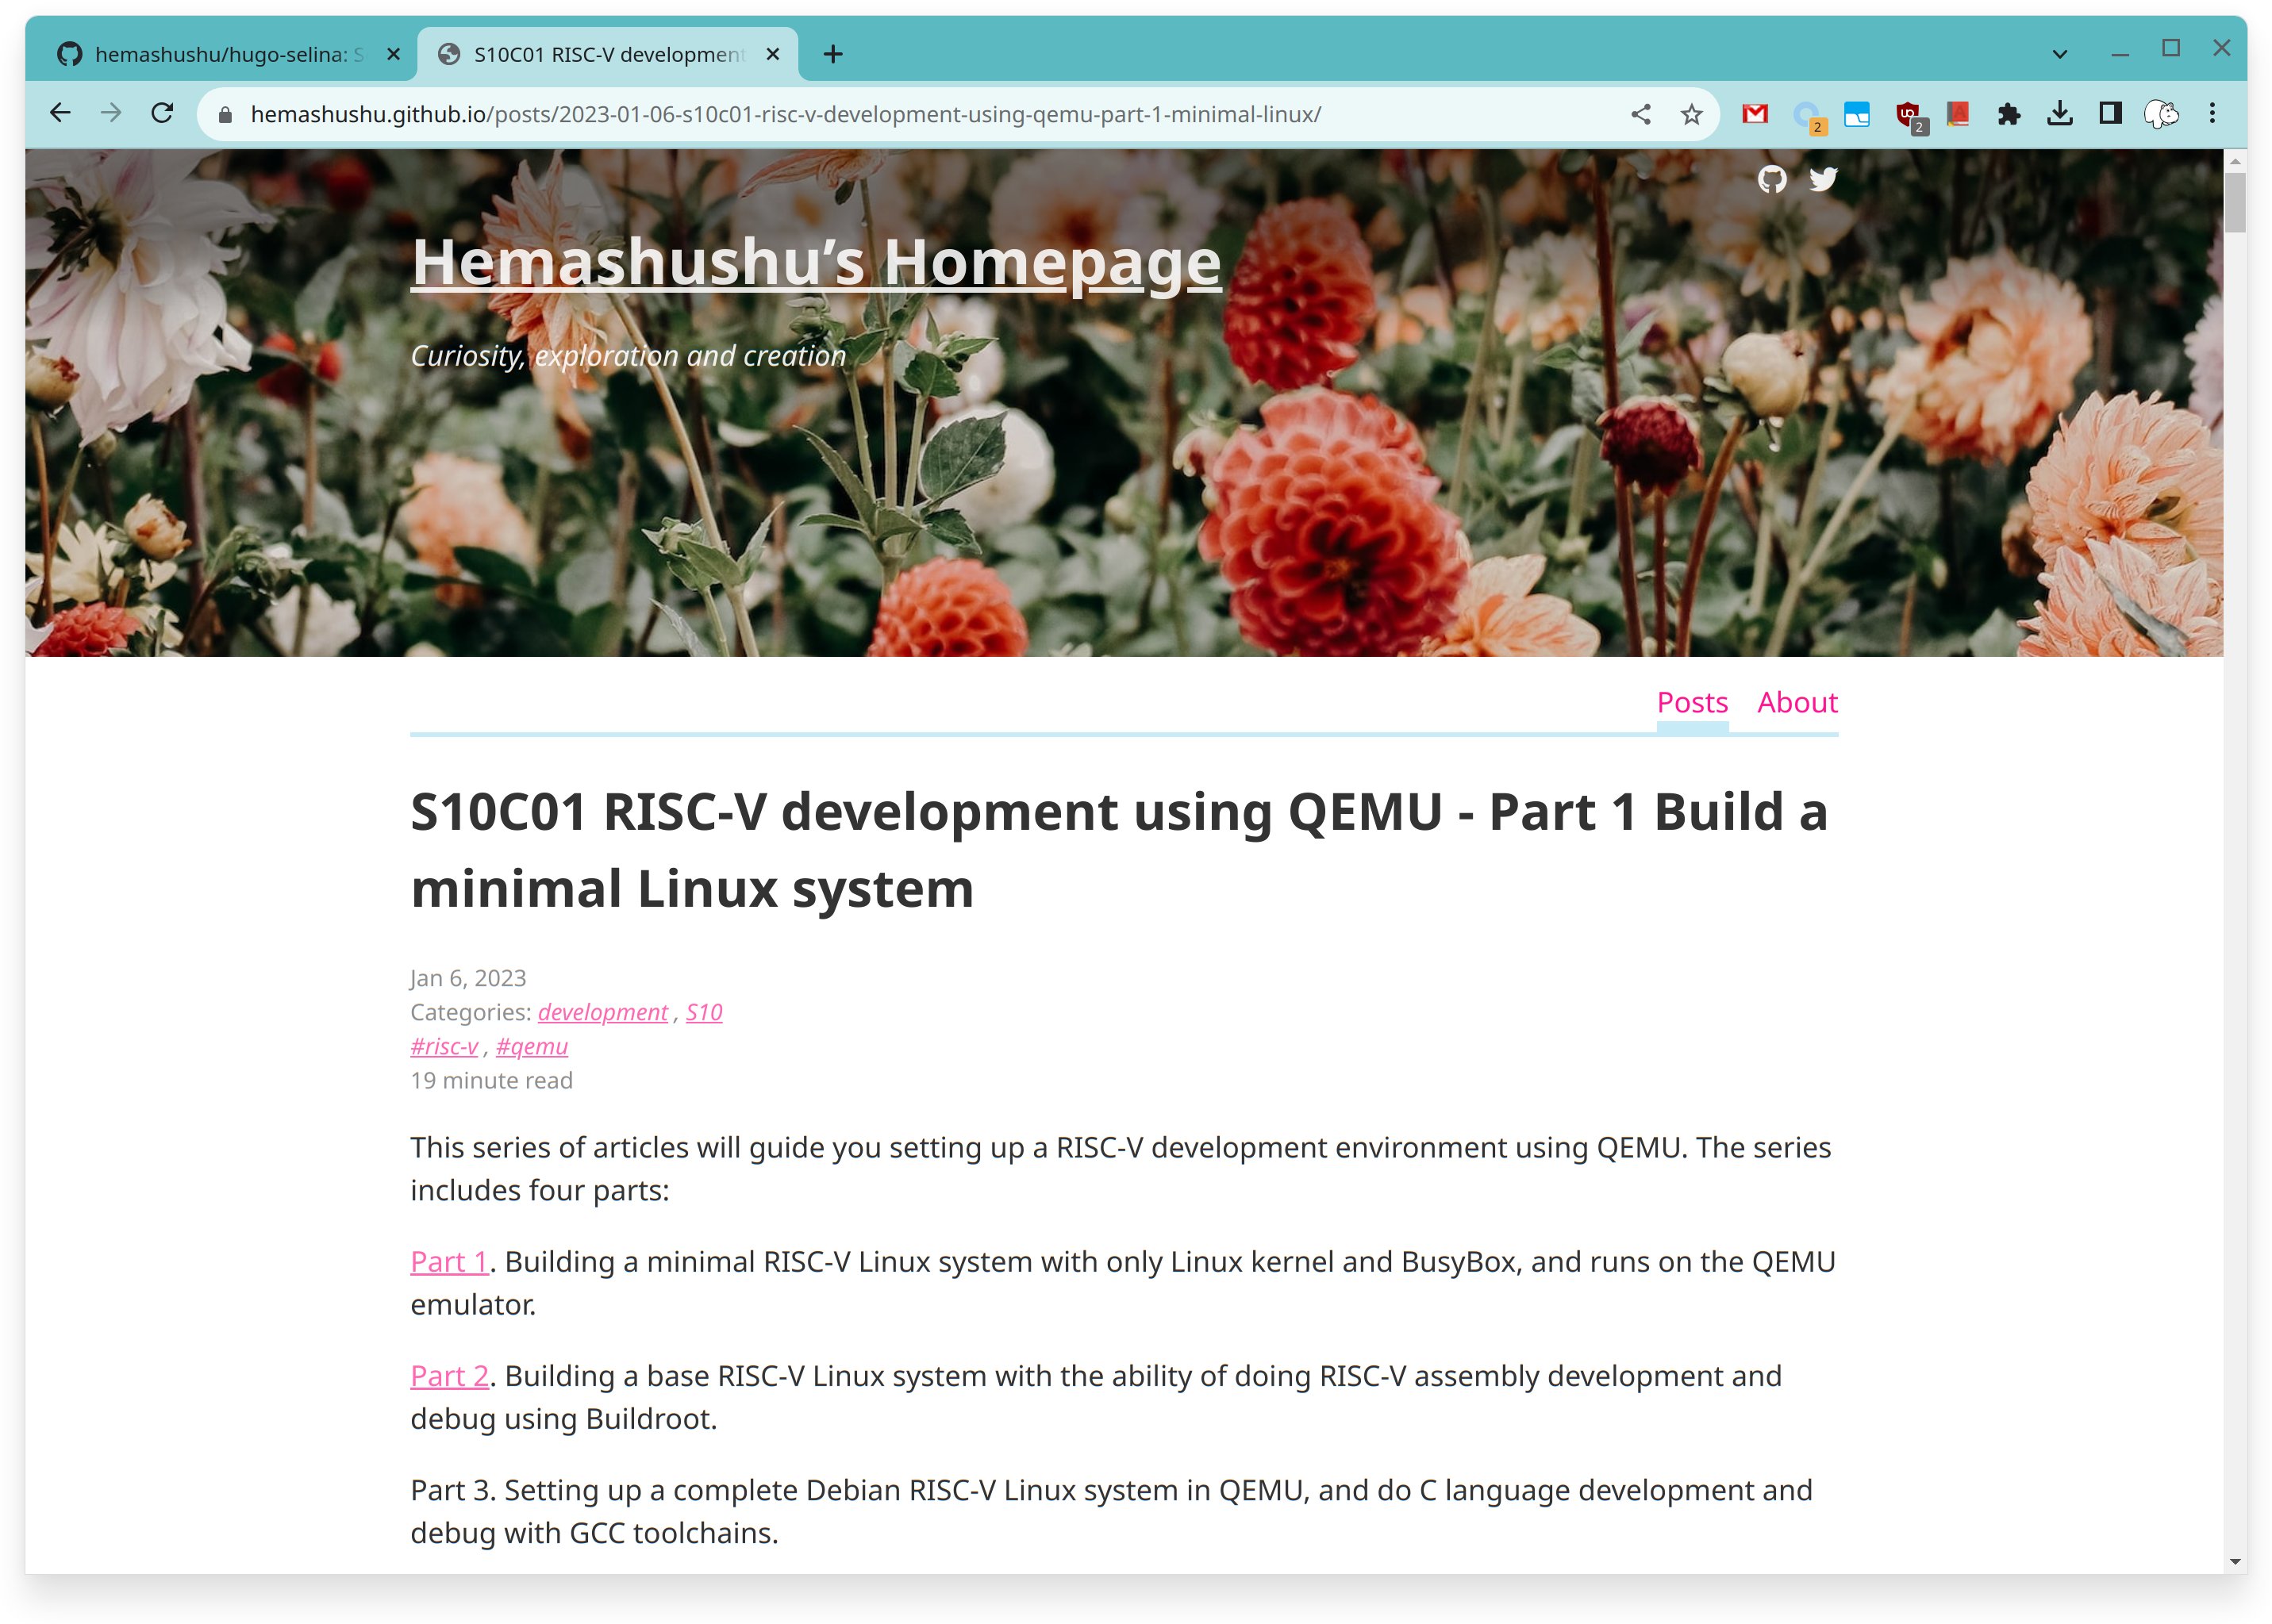 hemashushu/hugo-selina: S
S10C01 RISC-V development
hemashushu.github.io/posts/2023-01-06-s10c01-risc-v-development-using-qemu-part-1-minimal-linux/
2
2
Hemashushu’s Homepage
Curiosity, exploration and creation
Posts About
S10C01 RISC-V development using QEMU - Part 1 Build a
minimal Linux system
Jan 6, 2023
Categories: development , S10
#risc-v , #qemu
19 minute read
This series of articles will guide you setting up a RISC-V development environment using QEMU. The series
includes four parts:
Part 1. Building a minimal RISC-V Linux system with only Linux kernel and BusyBox, and runs on the QEMU
emulator.
Part 2. Building a base RISC-V Linux system with the ability of doing RISC-V assembly development and
debug using Buildroot.
Part 3. Setting up a complete Debian RISC-V Linux system in QEMU, and do C language development and
debug with GCC toolchains.